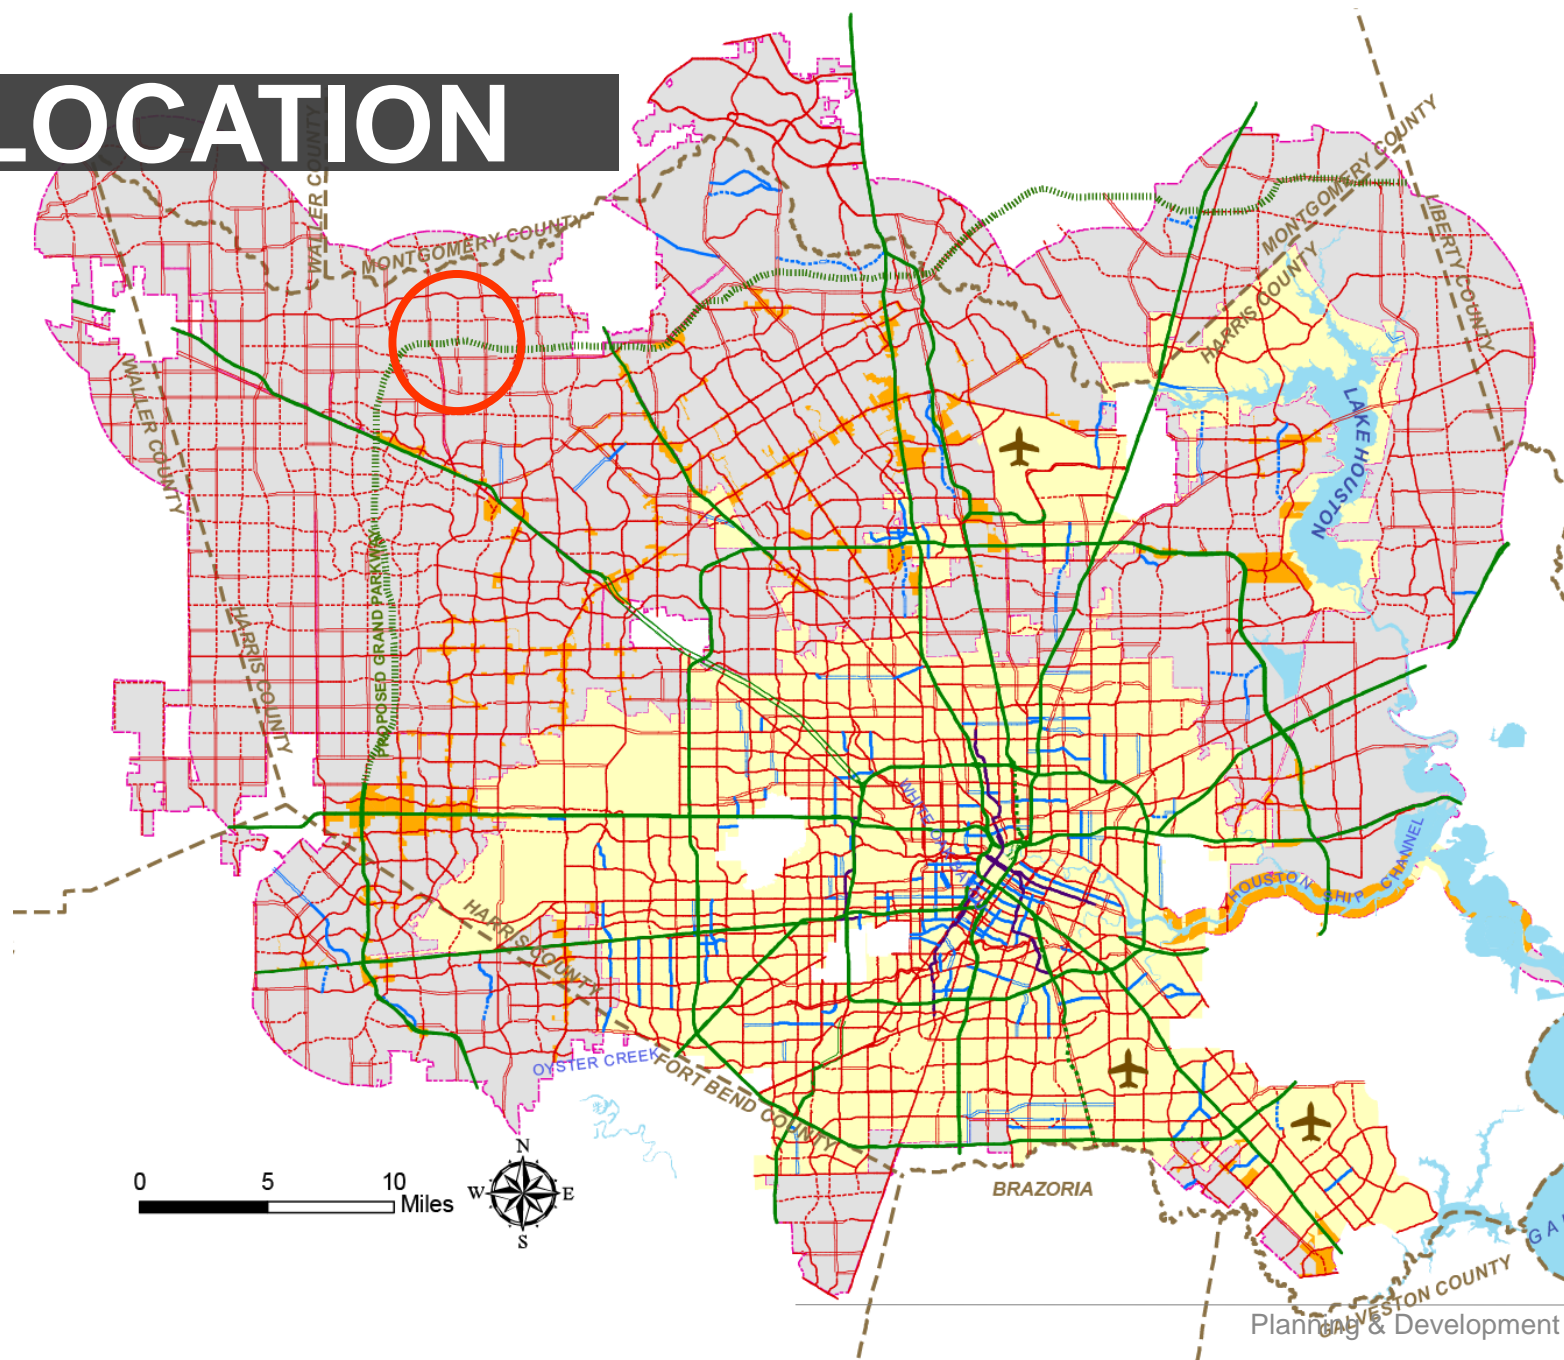 LOCATION
WALLER COUNTY
MONTGOMERY COUNTY
MONTGOMERY COUNTY
HARRIS COUNTY
LIBERTY COUNTY
WALLER COUNTY
LAKE HOUSTON
PROPOSED GRAND PARKWAY
HARRIS COUNTY
HOUSTON SHIP CHANNEL
HARRIS COUNTY
OYSTER CREEK
FORT BEND COUNTY
0 5 10
Miles
N
W E
S
BRAZORIA
GALVESTON COUNTY
Planning & Development